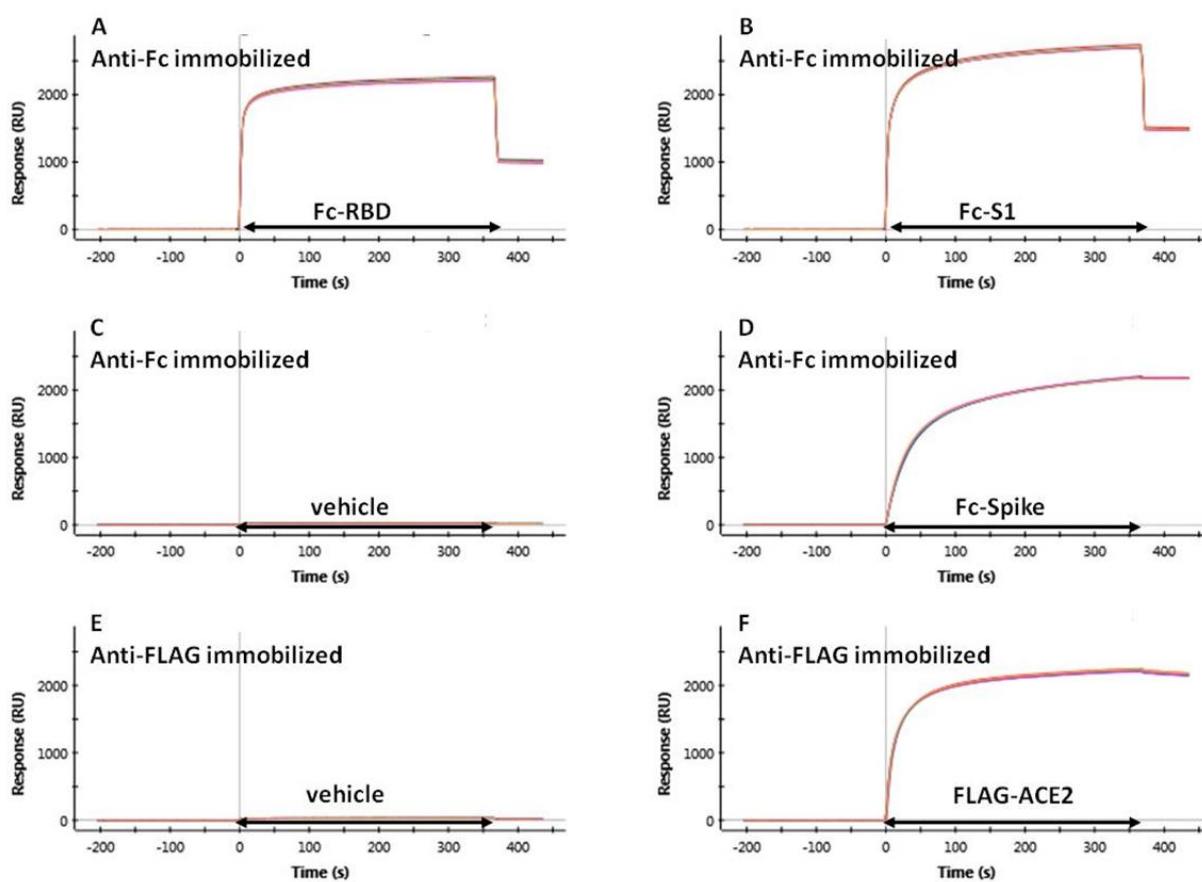 A
Anti-Fc immobilized
Response (RU)
2000
1000
0
Fc-RBD
-200 -100 0 100 200 300 400
Time (s)
B
Anti-Fc immobilized
Response (RU)
2000
1000
0
Fc-S1
-200 -100 0 100 200 300 400
Time (s)
C
Anti-Fc immobilized
Response (RU)
2000
1000
0
vehicle
-200 -100 0 100 200 300 400
Time (s)
D
Anti-Fc immobilized
Response (RU)
2000
1000
0
Fc-Spike
-200 -100 0 100 200 300 400
Time (s)
E
Anti-FLAG immobilized
Response (RU)
2000
1000
0
vehicle
-200 -100 0 100 200 300 400
Time (s)
F
Anti-FLAG immobilized
Response (RU)
2000
1000
0
FLAG-ACE2
-200 -100 0 100 200 300 400
Time (s)